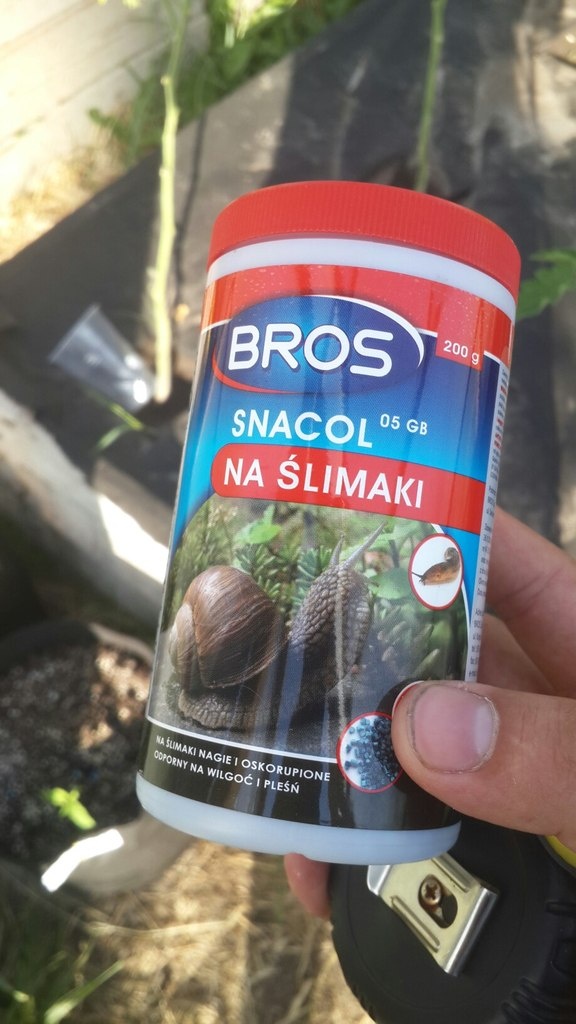 BROS
200 g
SNACOL 05 GB
NA ŚLIMAKI
NA ŚLIMAKI NAGIE I OSKORUPIONE
ODPORNY NA WILGOĆ I PLEŚŃ